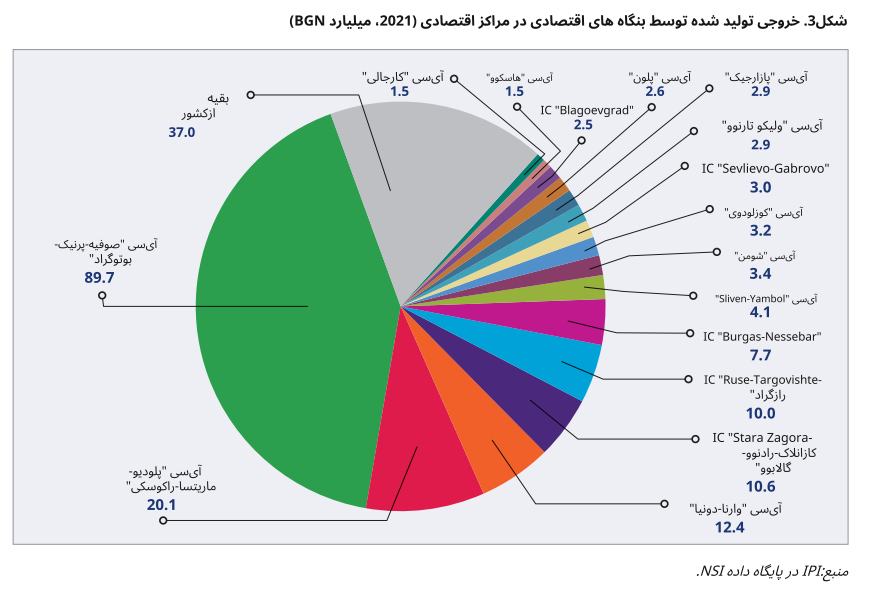 شکل3. خروجی تولید شده توسط بنگاه های اقتصادی در مراکز اقتصادی (2021، میلیارد BGN)
آی‌سی "کارجالی"
1.5
آی‌سی "هاسکوو"
1.5
آی‌سی "پلون"
2.6
آی‌سی "پازارجیک"
2.9
بقیه
ازکشور
37.0
IC "Blagoevgrad"
2.5
آی‌سی "ولیکو تارنوو"
2.9
IC "Sevlievo-Gabrovo"
3.0
آی‌سی "کوزلودوی"
3.2
آی‌سی "شومن"
3.4
آی‌سی "صوفیه-پرنیک-
بوتوگراد"
89.7
آی‌سی "Sliven-Yambol"
4.1
IC "Burgas-Nessebar"
7.7
IC "Ruse-Targovishte-
رازگراد"
10.0
IC "Stara Zagora-
کازانلاک-رادنوو-
گالابوو"
10.6
آی‌سی "پلودیو-
ماریتسا-راکوسکی"
20.1
آی‌سی "وارنا-دونیا"
12.4
منبع:IPI در پایگاه داده NSI.